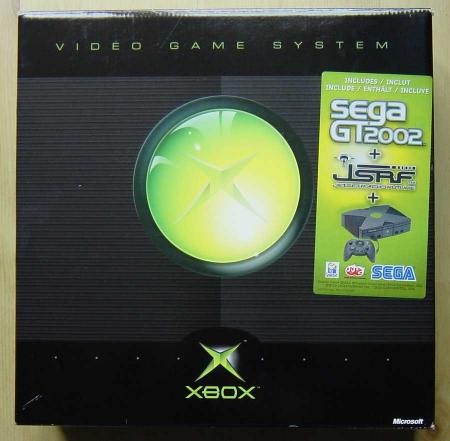 VIDEO GAME SYSTEM
INCLUDES / INCLUT
INCLUDE / ENTHÄLT / INCLUYE
SEGA
GT2002
+
JSRF
+
SEGA
XBOX
Microsoft